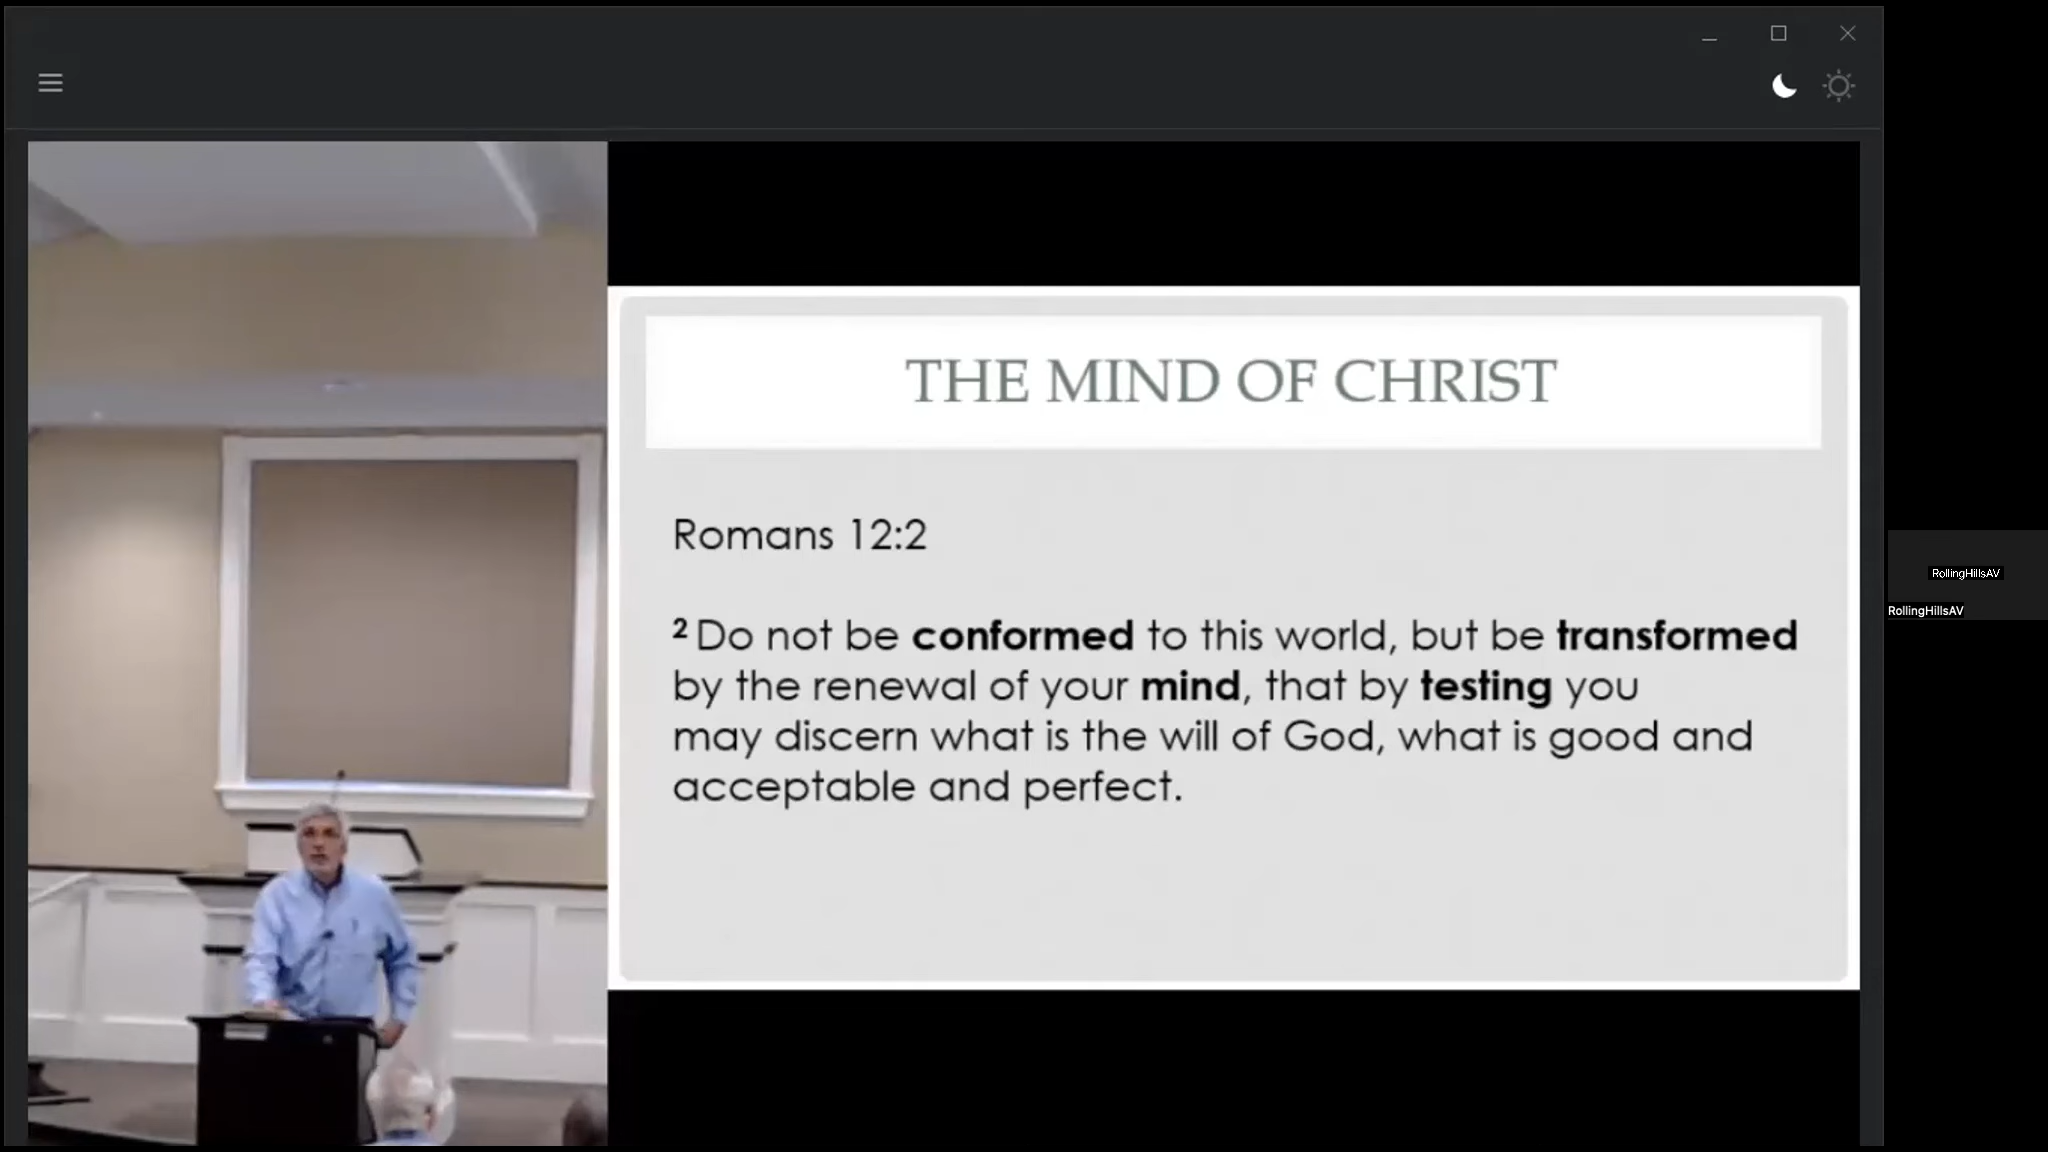 THE MIND OF CHRIST
Romans 12:2
2 Do not be conformed to this world, but be transformed
by the renewal of your mind, that by testing you
may discern what is the will of God, what is good and
acceptable and perfect.
RollingHillsAV
RollingHillsAV